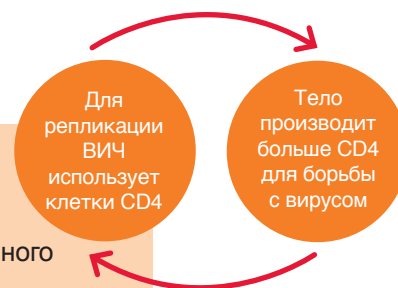 Для
репликации
ВИЧ
использует
клетки CD4
Тело
производит
больше CD4
для борьбы
с вирусом
ного